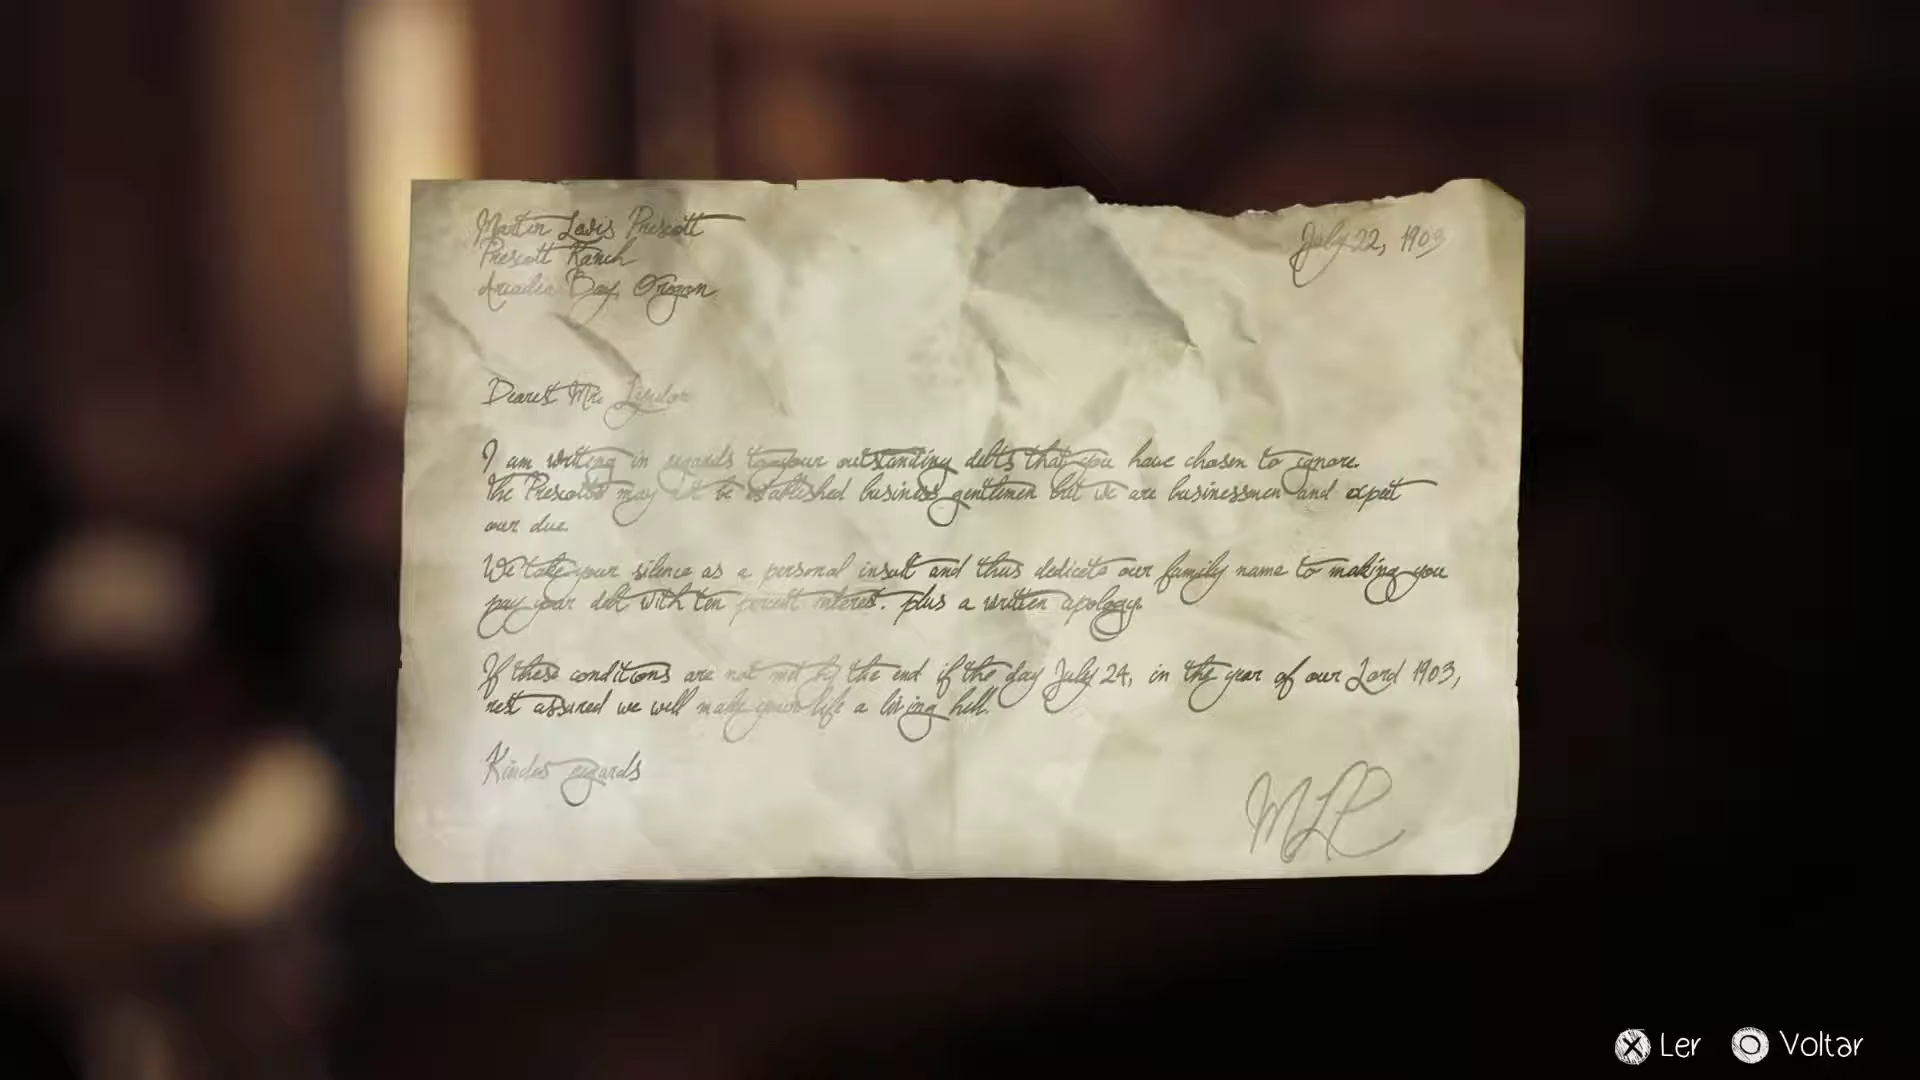 Martin Lewis Prescott
July 22, 1903
Prescott Ranch
Arcadia Bay, Oregon
Dearest Mr.
I am writing in regards to your outstanding debts that you have chosen to ignore.
The Prescotts may not be established business gentlemen but we are businessmen and expect
our due.
We take your silence as a personal insult and thus dedicate our family name to making you
pay your debt with ten percent interest. plus a written apology.
If these conditions are not met by the end if the day July 24, in the year of our Lord 1903,
rest assured we will make your life a living hell.
Kindes regards
MLP
Ler
Voltar